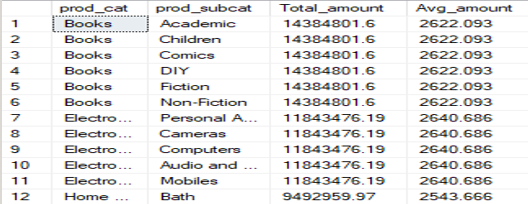 prod_cat prod_subcat Total_amount Avg_amount
1 Books Academic 14384801.6 2622.093
2 Books Children 14384801.6 2622.093
3 Books Comics 14384801.6 2622.093
4 Books DIY 14384801.6 2622.093
5 Books Fiction 14384801.6 2622.093
6 Books Non-Fiction 14384801.6 2622.093
7 Electro... Personal A... 11843476.19 2640.686
8 Electro... Cameras 11843476.19 2640.686
9 Electro... Computers 11843476.19 2640.686
10 Electro... Audio and ... 11843476.19 2640.686
11 Electro... Mobiles 11843476.19 2640.686
12 Home ... Bath 9492959.97 2543.666